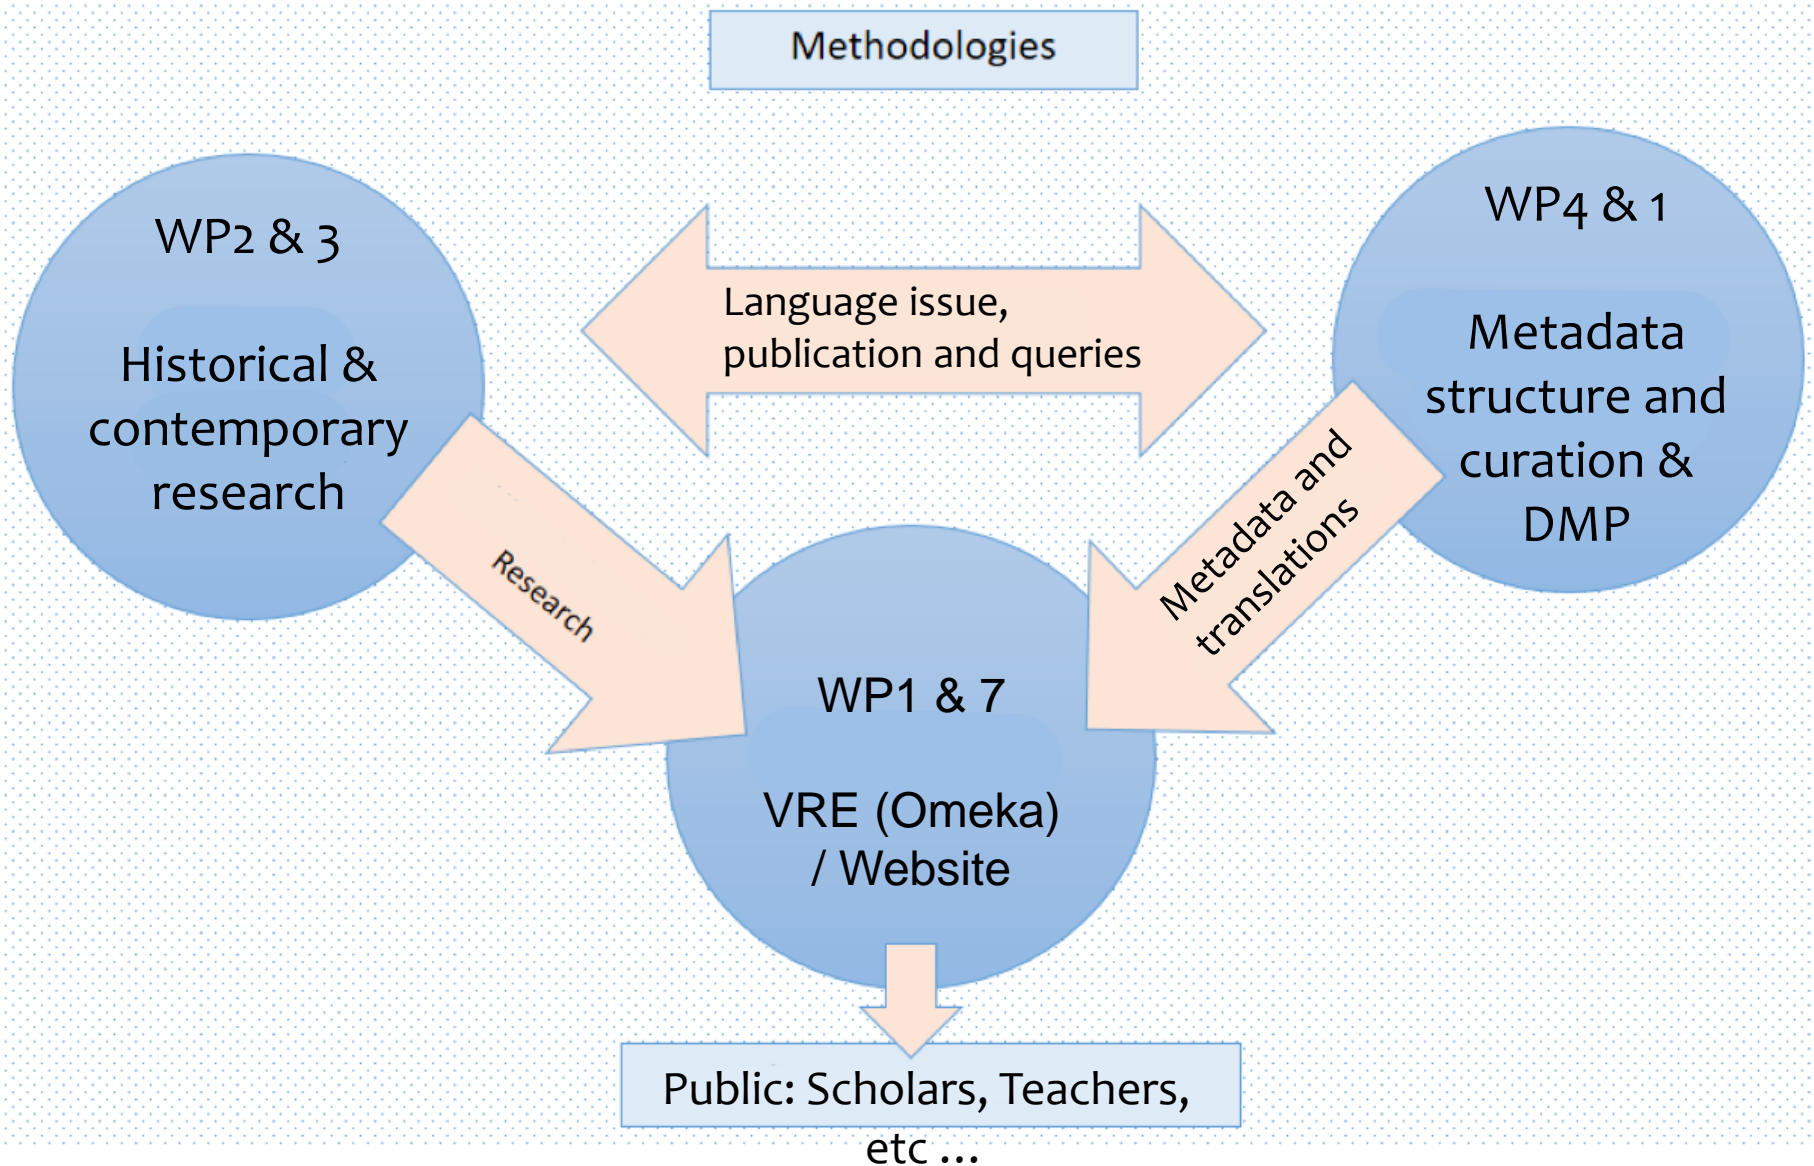 Methodologies
WP2 & 3
Historical &
contemporary
research
Language issue,
publication and queries
WP4 & 1
Metadata
structure and
curation &
DMP
Research
Metadata and
translations
WP1 & 7
VRE (Omeka)
/ Website
Public: Scholars, Teachers,
etc ...